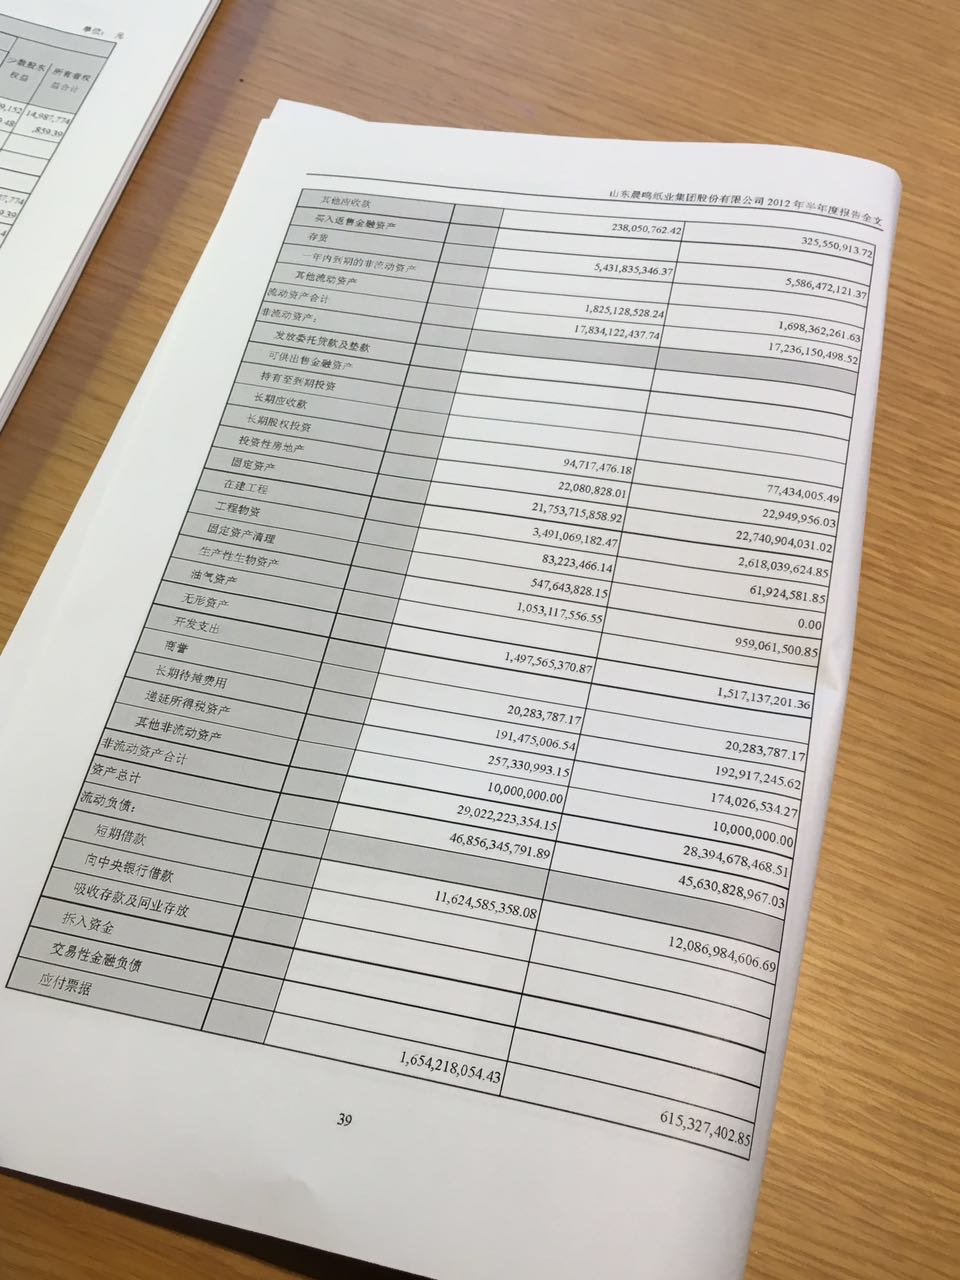 单位： 元
少数股东权益 所有者权益合计
9,152 14,987,774
9.48 ,859.39
7,774
9.39
4
山东晨鸣纸业集团股份有限公司 2012 年半年度报告全文
其他应收款 238,050,762.42 325,550,913.72
买入返售金融资产
存货 5,431,835,346.37 5,586,472,121.37
一年内到期的非流动资产
其他流动资产 1,825,128,528.24 1,698,362,261.63
流动资产合计 17,834,122,437.74 17,236,150,498.52
非流动资产：
发放委托贷款及垫款
可供出售金融资产
持有至到期投资
长期应收款
长期股权投资 94,717,476.18 77,434,005.49
投资性房地产 22,080,828.01 22,949,956.03
固定资产 21,753,715,858.92 22,740,904,031.02
在建工程 3,491,069,182.47 2,618,039,624.85
工程物资 83,223,466.14 61,924,581.85
固定资产清理 547,643,828.15 0.00
生产性生物资产 1,053,117,556.55 959,061,500.85
油气资产
无形资产 1,497,565,370.87 1,517,137,201.36
开发支出
商誉 20,283,787.17 20,283,787.17
长期待摊费用 191,475,006.54 192,917,245.62
递延所得税资产 257,330,993.15 174,026,534.27
其他非流动资产 10,000,000.00 10,000,000.00
非流动资产合计 29,022,223,354.15 28,394,678,468.51
资产总计 46,856,345,791.89 45,630,828,967.03
流动负债：
短期借款 11,624,585,358.08 12,086,984,606.69
向中央银行借款
吸收存款及同业存放
拆入资金
交易性金融负债
应付票据 1,654,218,054.43 615,327,402.85
39